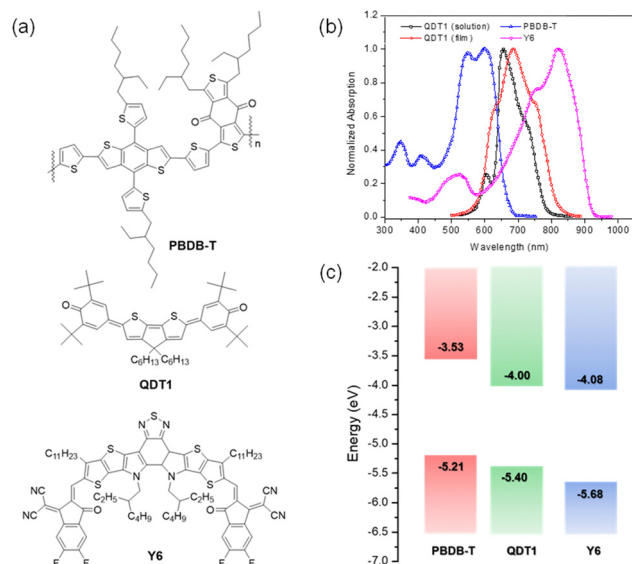 (a)
S
S
O
O
S
n
S
S
S
S
S
S
PBDB-T
O
S
S
O
C6H13 C6H13
QDT1
S
N N
C11H23
C11H23
S
S
S
S
N
N
CN
NC
C2H5
C2H5
CN
NC
O
C4H9
C4H9
O
F
F
F
F
Y6
(b)
QDT1 (solution)
PBDB-T
QDT1 (film)
Y6
Normalized Absorption
1.0
0.8
0.6
0.4
0.2
0.0
300 400 500 600 700 800 900 1000
Wavelength (nm)
(c)
Energy (eV)
-2.0
-2.5
-3.0
-3.5
-4.0
-4.5
-5.0
-5.5
-6.0
-6.5
-7.0
-3.53
-4.00
-4.08
-5.21
-5.40
-5.68
PBDB-T QDT1 Y6